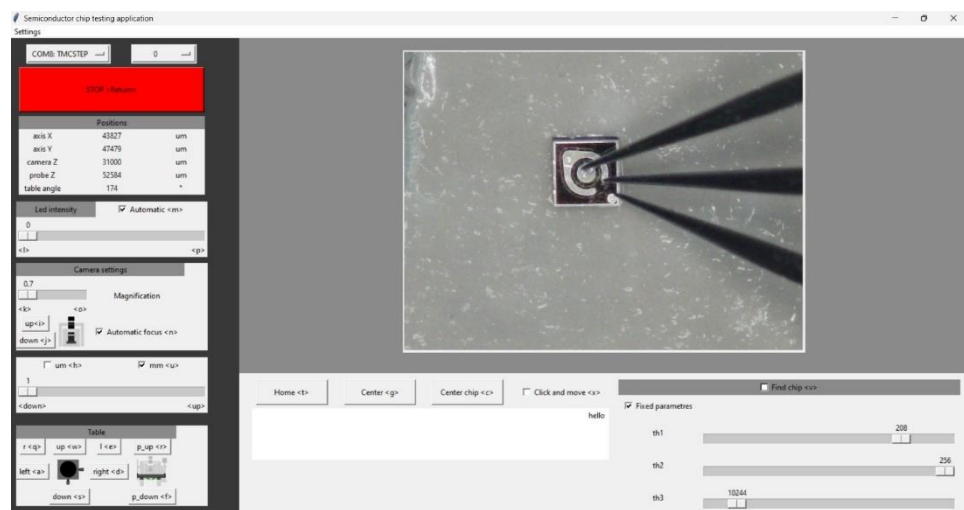 Semiconductor chip testing application
Settings
COM8: TMCSTEP 0
STOP <Return>
Positions
axis X 43827 um
axis Y 47479 um
camera Z 31000 um
probe Z 52584 um
table angle 174 °
Led intensity Automatic <m>
0
<l> <p>
Camera settings
0.7
Magnification
<k> <o>
up<i>
Automatic focus <n>
down <j>
um <h> mm <u>
1
<down> <up>
Table
r <q> up <w> l <e> p_up <r>
left <a> right <d>
down <s> p_down <f>
Home <t> Center <g> Center chip <c> Click and move <x>
hello
Find chip <v>
Fixed parametres
th1 208
th2 256
th3 10244